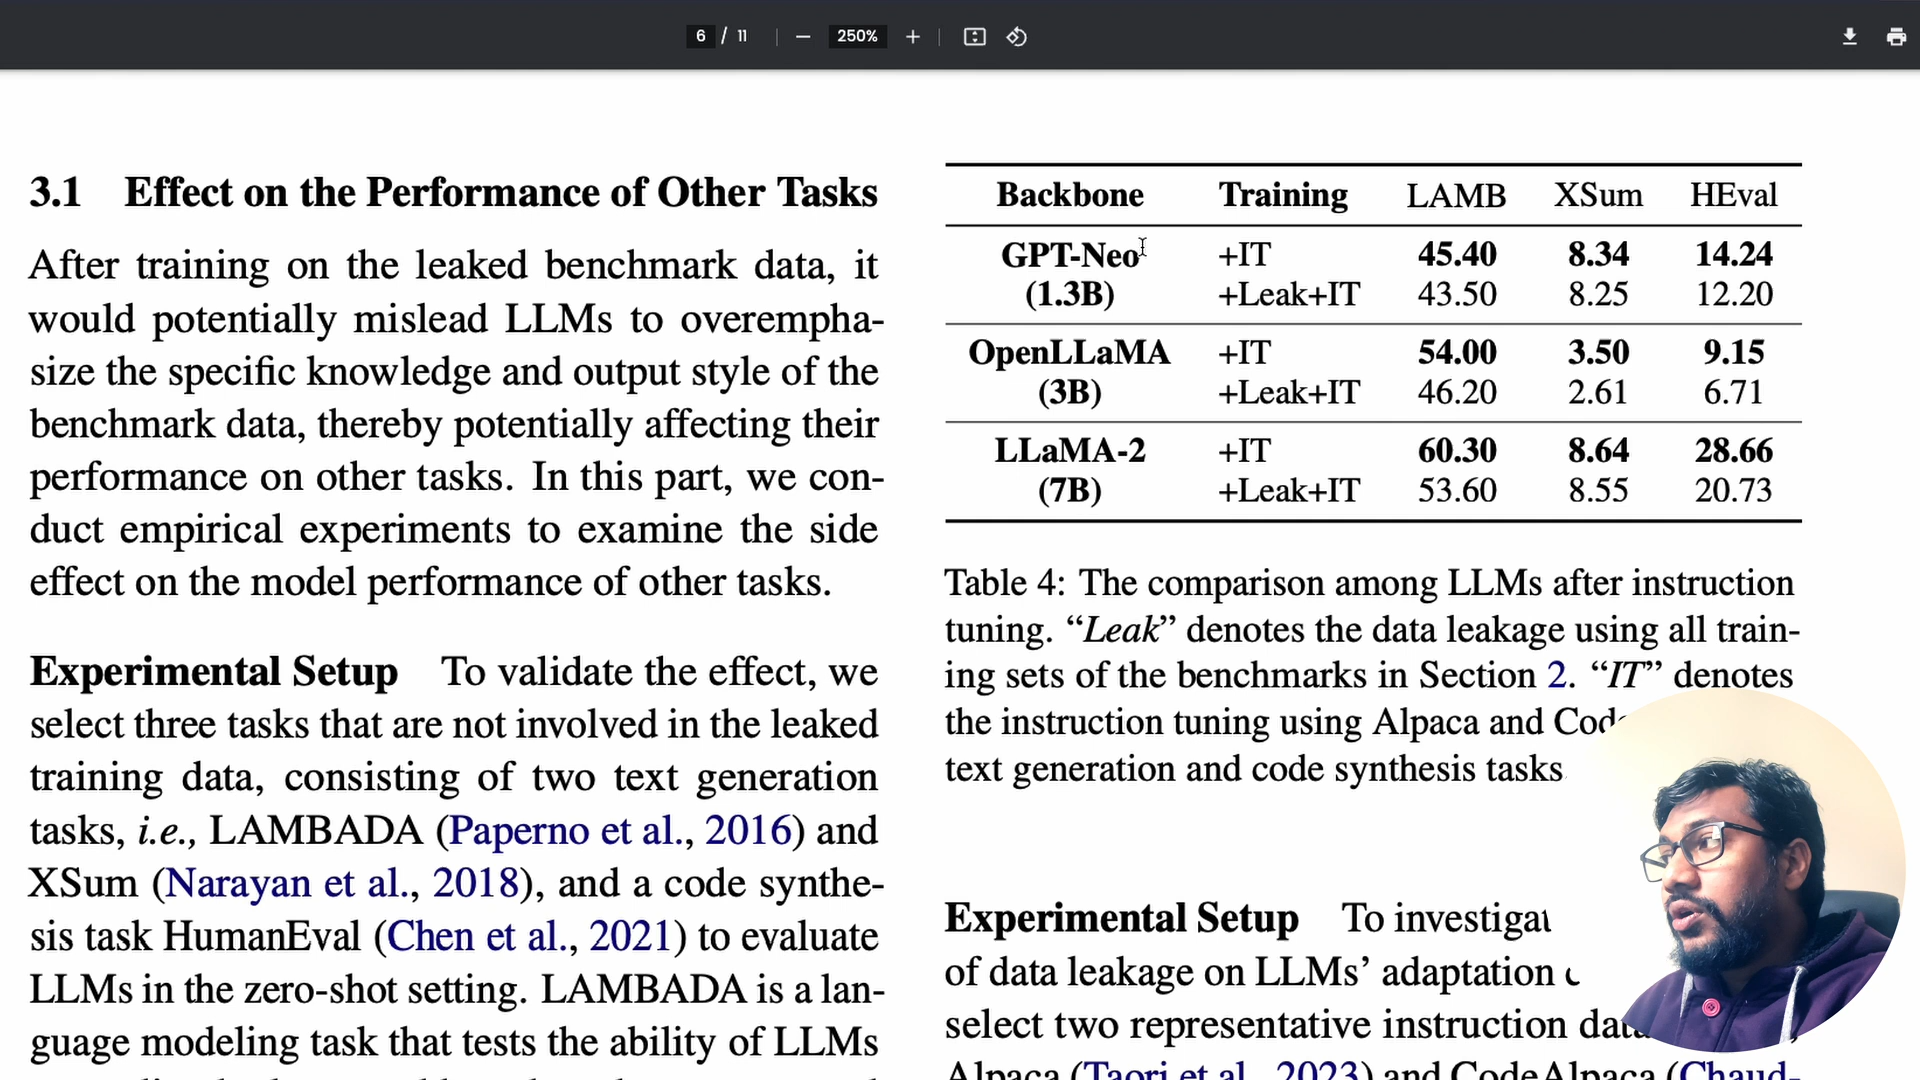 6 / 11
250%
3.1 Effect on the Performance of Other Tasks
After training on the leaked benchmark data, it
would potentially mislead LLMs to overempha-
size the specific knowledge and output style of the
benchmark data, thereby potentially affecting their
performance on other tasks. In this part, we con-
duct empirical experiments to examine the side
effect on the model performance of other tasks.
Experimental Setup To validate the effect, we
select three tasks that are not involved in the leaked
training data, consisting of two text generation
tasks, i.e., LAMBADA (Paperno et al., 2016) and
XSum (Narayan et al., 2018), and a code synthe-
sis task HumanEval (Chen et al., 2021) to evaluate
LLMs in the zero-shot setting. LAMBADA is a lan-
guage modeling task that tests the ability of LLMs
Backbone Training LAMB XSum HEval
GPT-Neo +IT 45.40 8.34 14.24
(1.3B) +Leak+IT 43.50 8.25 12.20
OpenLLaMA +IT 54.00 3.50 9.15
(3B) +Leak+IT 46.20 2.61 6.71
LLaMA-2 +IT 60.30 8.64 28.66
(7B) +Leak+IT 53.60 8.55 20.73
Table 4: The comparison among LLMs after instruction
tuning. “Leak” denotes the data leakage using all train-
ing sets of the benchmarks in Section 2. “IT” denotes
the instruction tuning using Alpaca and
text generation and code synthesis tasks
Experimental Setup To
of data leakage on LLMs’ adaptation
select two representative instruction
Alpaca (Taori et al., 2023) and CodeAlpaca (Chaud-